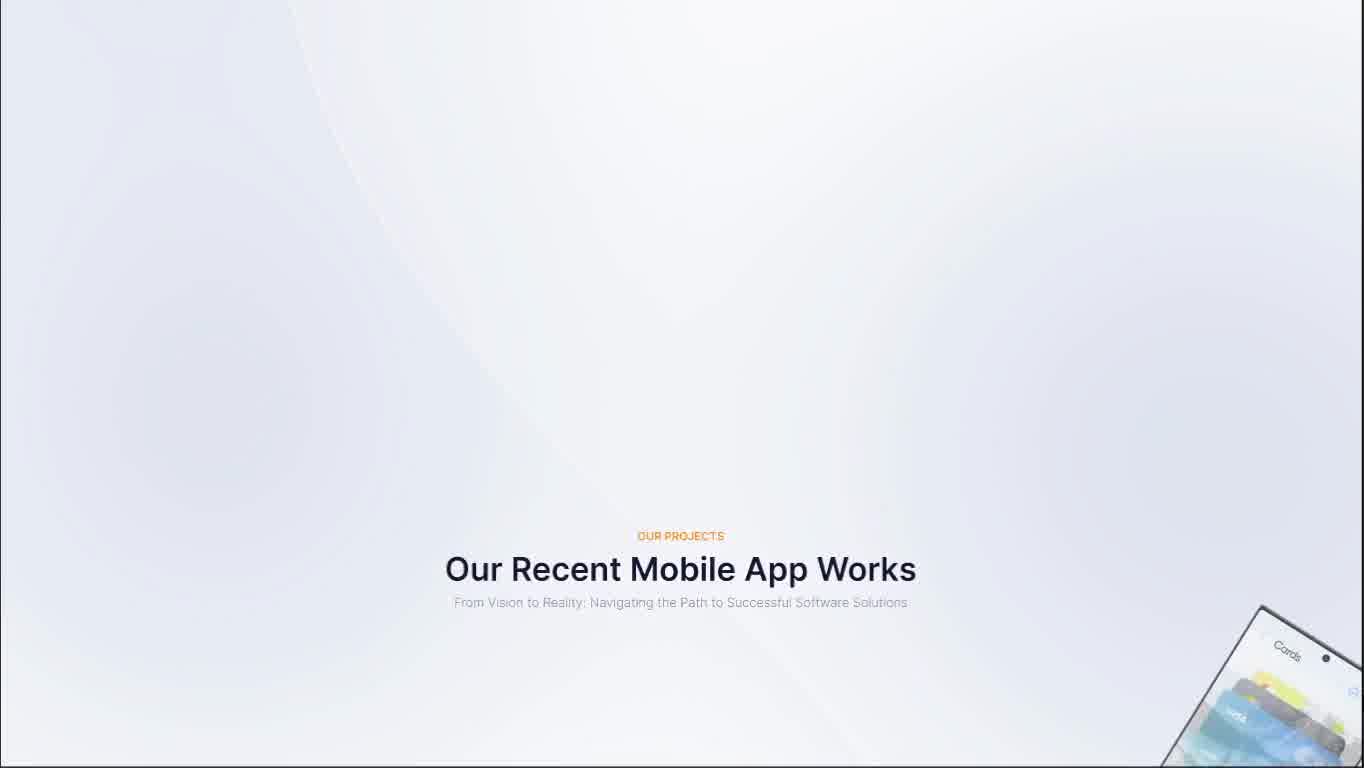 OUR PROJECTS
Our Recent Mobile App Works
From Vision to Reality: Navigating the Path to Successful Software Solutions
Cards
VISA